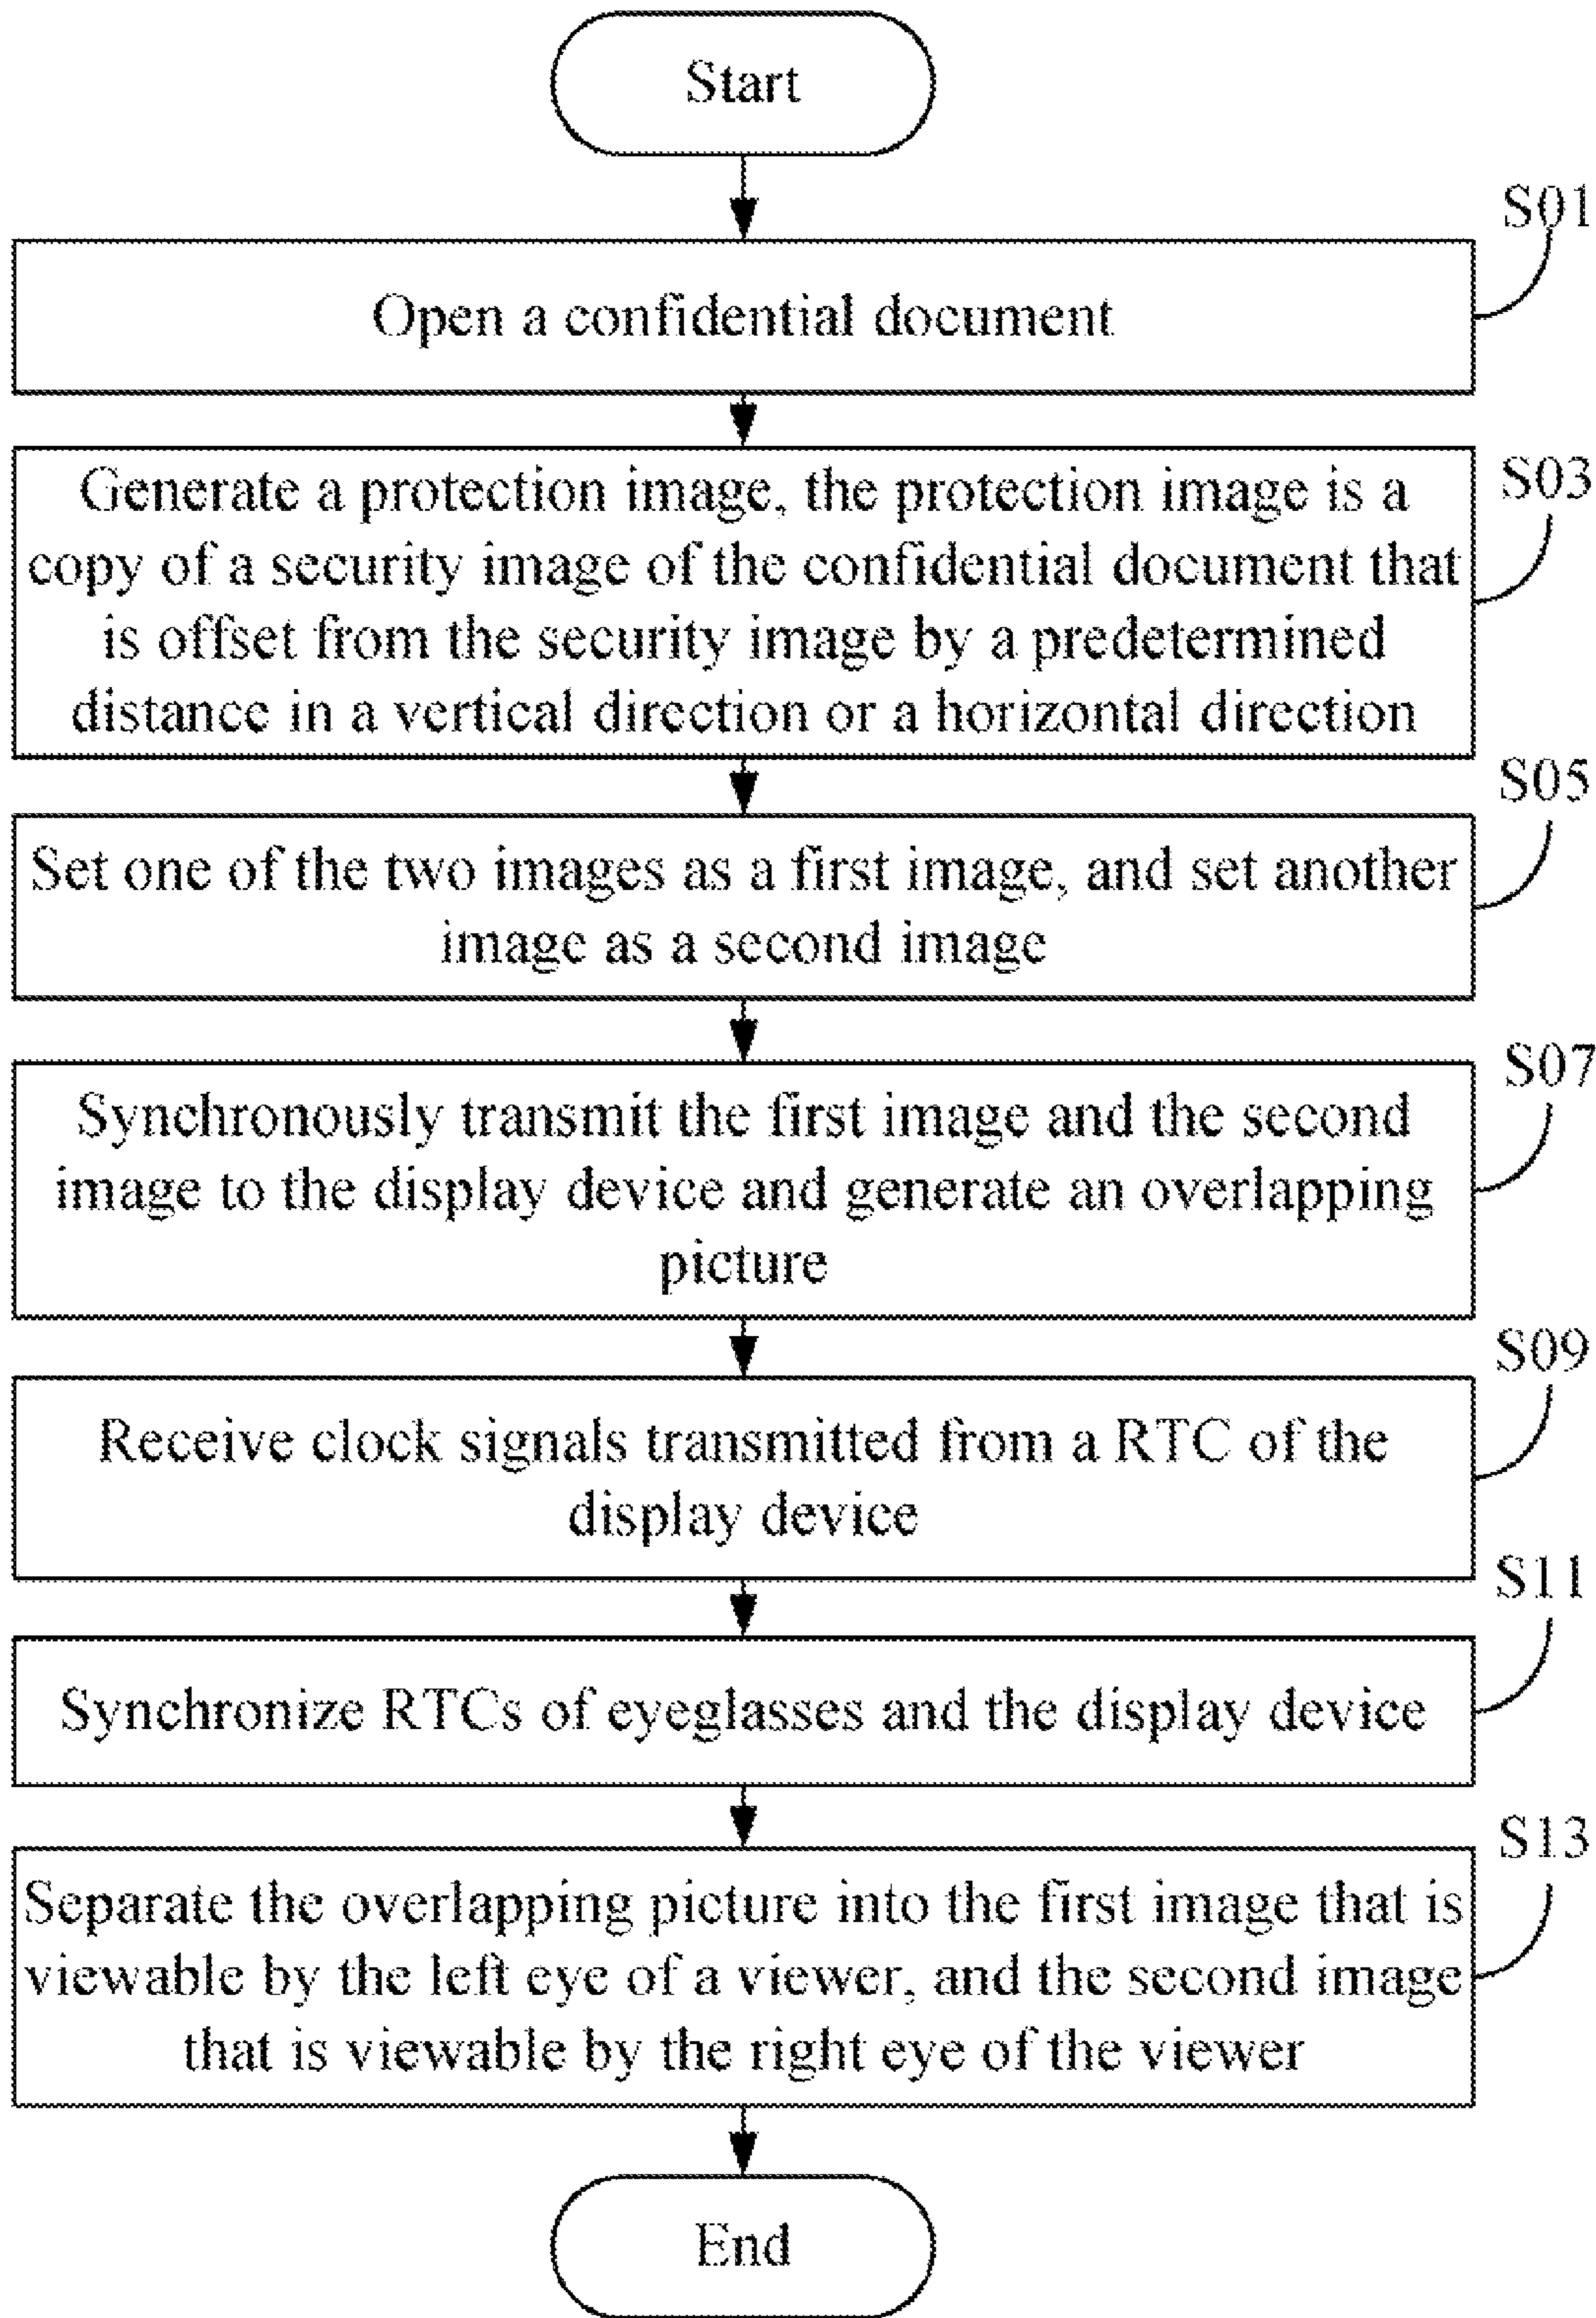 Start
S01
Open a confidential document
S03
Generate a protection image, the protection image is a
copy of a security image of the confidential document that
is offset from the security image by a predetermined
distance in a vertical direction or a horizontal direction
S05
Set one of the two images as a first image, and set another
image as a second image
S07
Synchronously transmit the first image and the second
image to the display device and generate an overlapping
picture
S09
Receive clock signals transmitted from a RTC of the
display device
S11
Synchronize RTCs of eyeglasses and the display device
S13
Separate the overlapping picture into the first image that is
viewable by the left eye of a viewer, and the second image
that is viewable by the right eye of the viewer
End